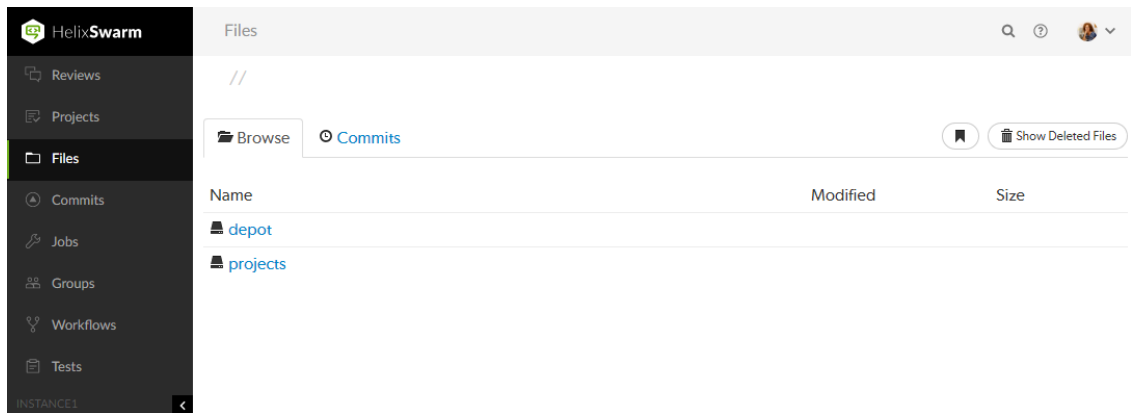 HelixSwarm
Files
Reviews
//
Projects
Browse
Commits
Show Deleted Files
Files
Name
Modified
Size
Commits
depot
Jobs
projects
Groups
Workflows
Tests
INSTANCE1